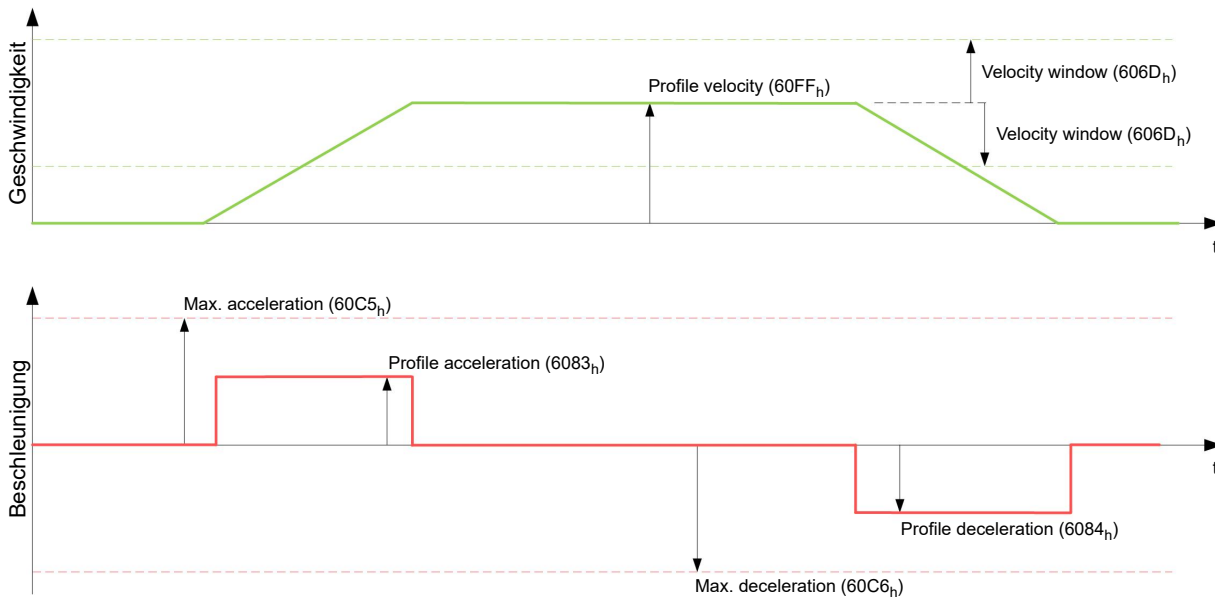 Geschwindigkeit
Velocity window (606Dh)
Profile velocity (60FFh)
Velocity window (606Dh)
t
Beschleunigung
Max. acceleration (60C5h)
Profile acceleration (6083h)
t
Profile deceleration (6084h)
Max. deceleration (60C6h)